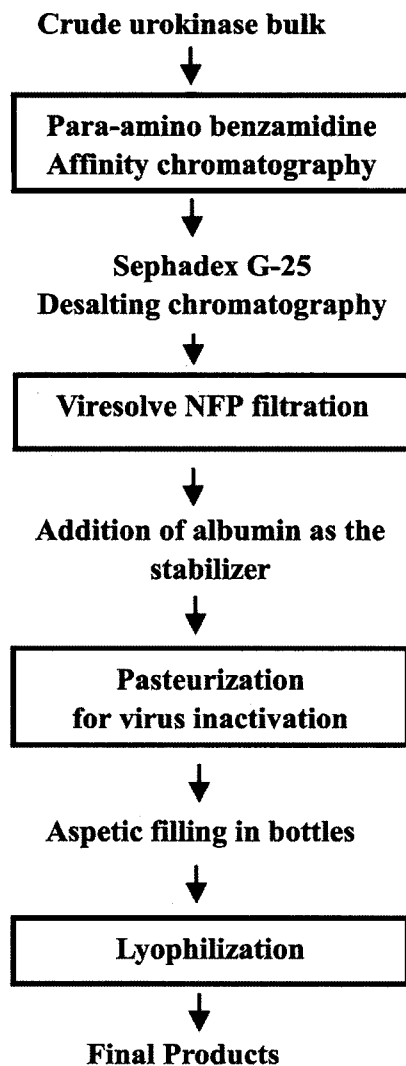 Crude urokinase bulk
Para-amino benzamidine
Affinity chromatography
Sephadex G-25
Desalting chromatography
Viresolve NFP filtration
Addition of albumin as the
stabilizer
Pasteurization
for virus inactivation
Aspetic filling in bottles
Lyophilization
Final Products